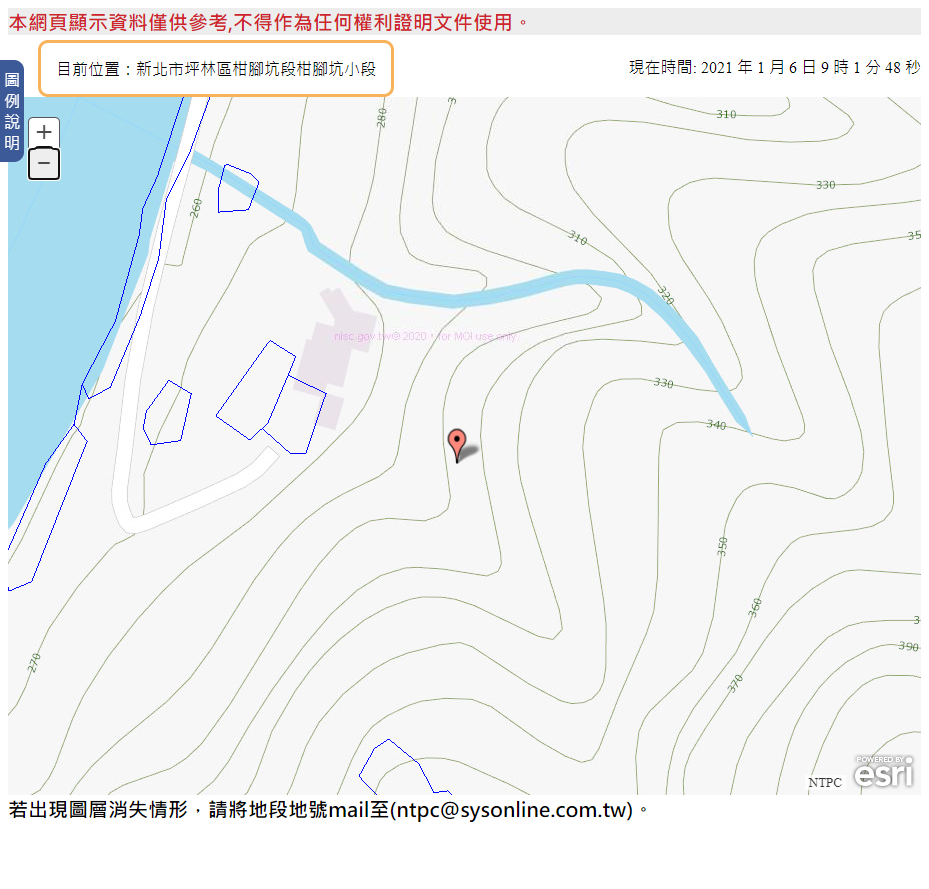 本網頁顯示資料僅供參考,不得作為任何權利證明文件使用。
目前位置：新北市坪林區柑腳坑段柑腳坑小段
現在時間: 2021 年 1 月 6 日 9 時 1 分 48 秒
圖例說明
+
−
280
310
330
260
310
320
nlsc.gov.tw© 2020，for MOI use only.
330
340
350
360
390
270
370
POWERED BY
esri
NTPC
若出現圖層消失情形，請將地段地號mail至(ntpc@sysonline.com.tw)。